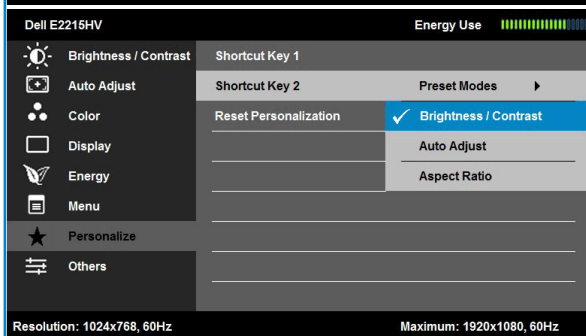 Dell E2215HV Energy Use
Brightness / Contrast Shortcut Key 1
Auto Adjust Shortcut Key 2 Preset Modes
Color Reset Personalization Brightness / Contrast
Display Auto Adjust
Energy Aspect Ratio
Menu
Personalize
Others
Resolution: 1024x768, 60Hz Maximum: 1920x1080, 60Hz